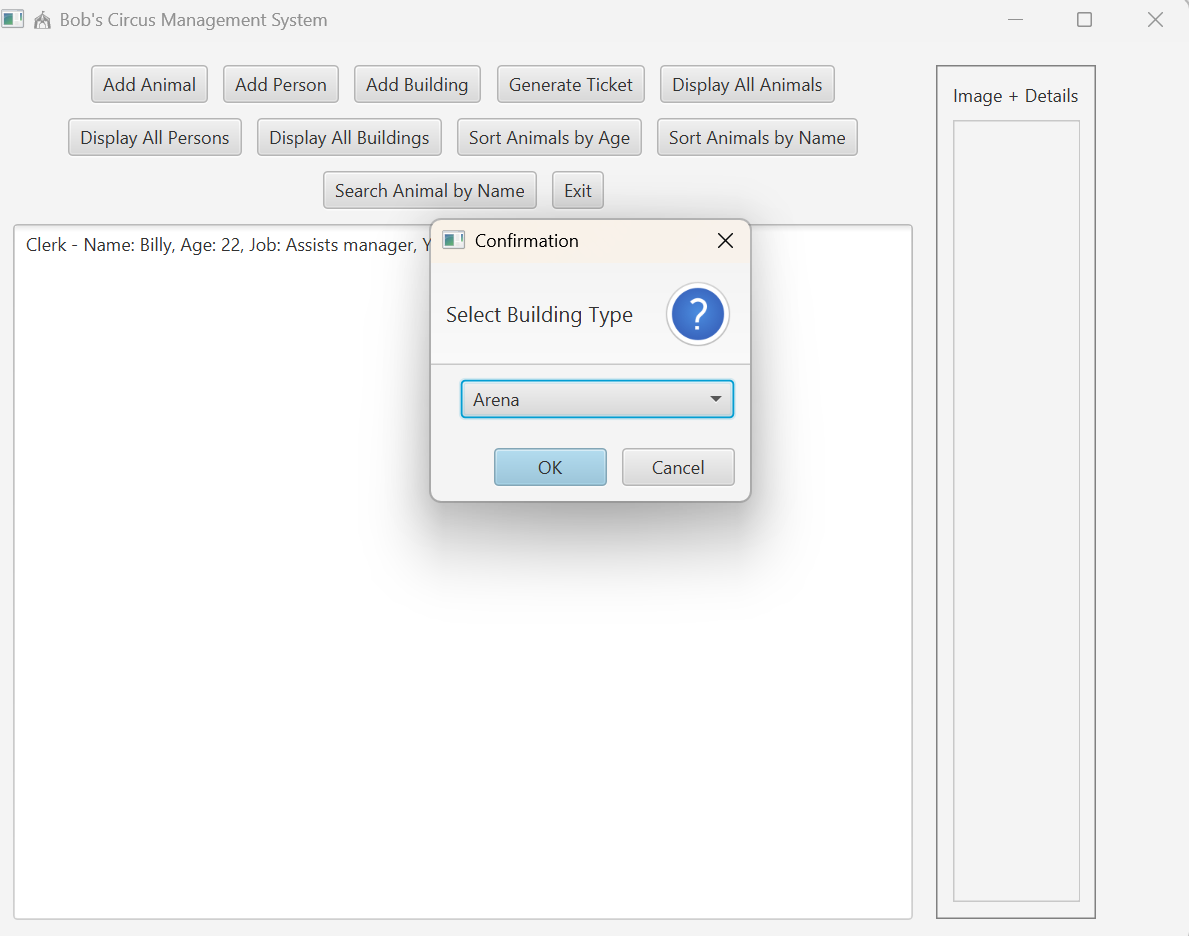 Bob's Circus Management System
Add Animal Add Person Add Building Generate Ticket Display All Animals
Display All Persons Display All Buildings Sort Animals by Age Sort Animals by Name
Search Animal by Name Exit
Image + Details
Clerk - Name: Billy, Age: 22, Job: Assists manager,
Confirmation
Select Building Type
?
Arena
OK Cancel